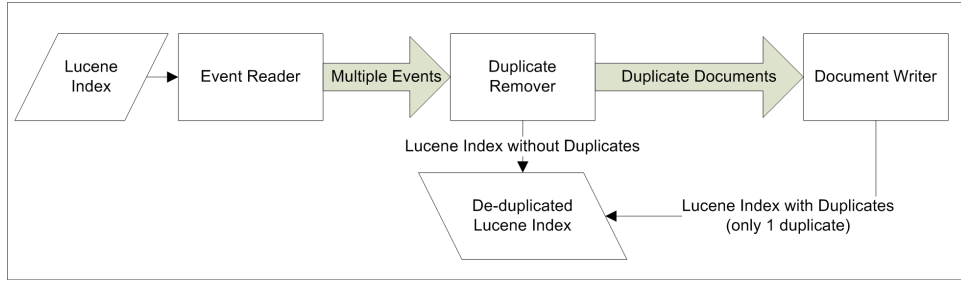 Lucene
Index
Event Reader
Multiple Events
Duplicate
Remover
Duplicate Documents
Document Writer
Lucene Index without Duplicates
De-duplicated
Lucene Index
Lucene Index with Duplicates
(only 1 duplicate)